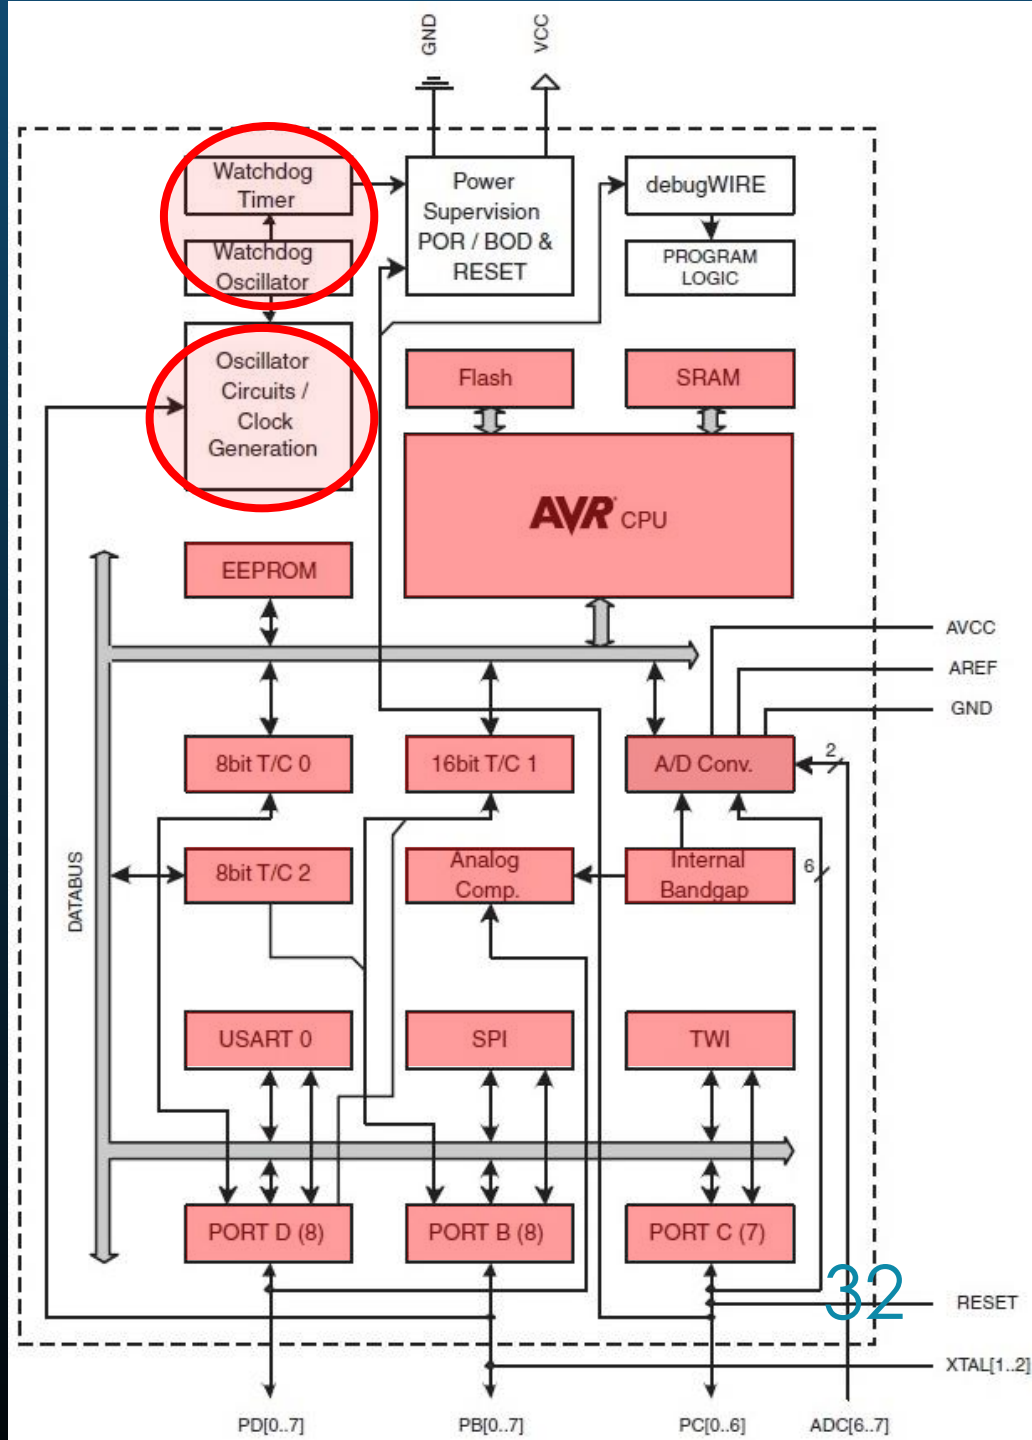 GND
VCC
Watchdog
Timer
Watchdog
Oscillator
Power
Supervision
POR / BOD &
RESET
debugWIRE
PROGRAM
LOGIC
Oscillator
Circuits /
Clock
Generation
Flash
SRAM
AVR CPU
EEPROM
AVCC
AREF
GND
8bit T/C 0
16bit T/C 1
A/D Conv.
2
DATABUS
8bit T/C 2
Analog
Comp.
Internal
Bandgap
6
USART 0
SPI
TWI
PORT D (8)
PORT B (8)
PORT C (7)
32
RESET
XTAL[1..2]
PD[0..7]
PB[0..7]
PC[0..6]
ADC[6..7]